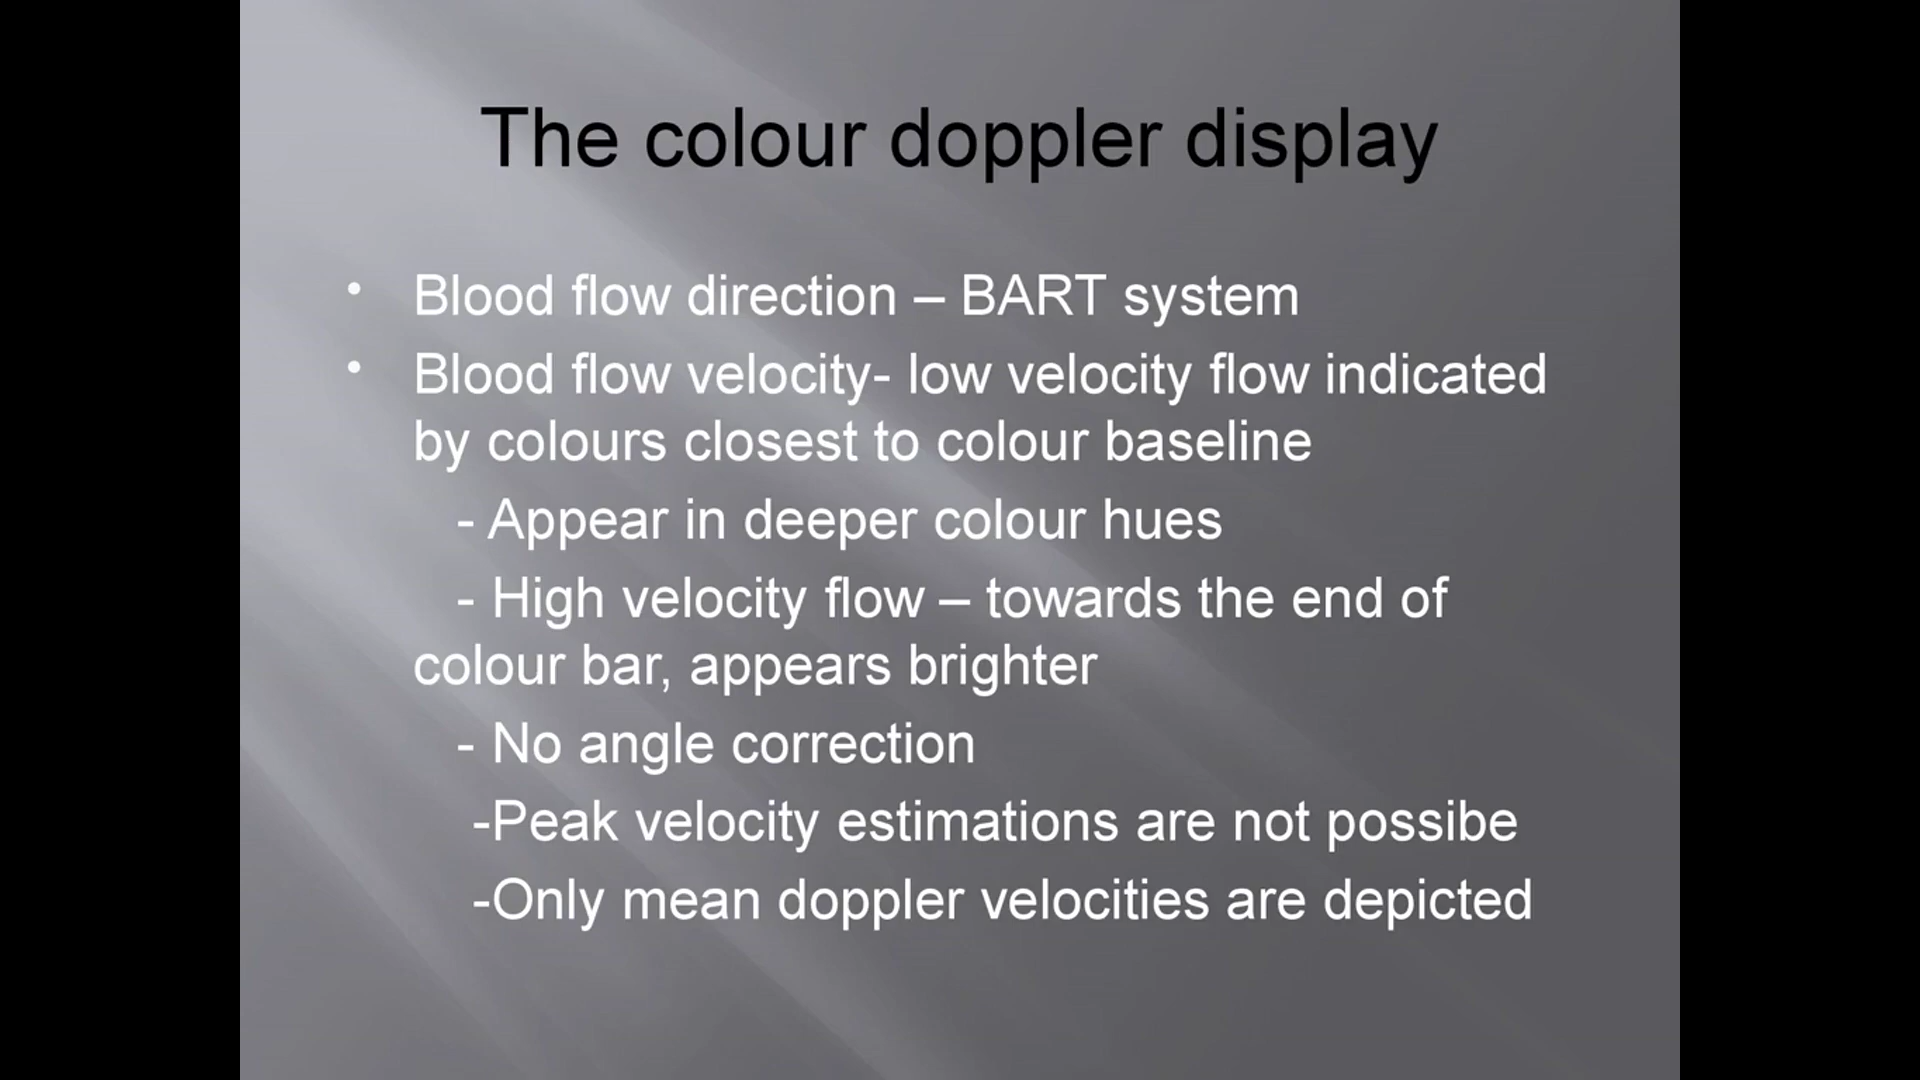 The colour doppler display
• Blood flow direction – BART system
• Blood flow velocity- low velocity flow indicated
by colours closest to colour baseline
- Appear in deeper colour hues
- High velocity flow – towards the end of
colour bar, appears brighter
- No angle correction
-Peak velocity estimations are not possibe
-Only mean doppler velocities are depicted